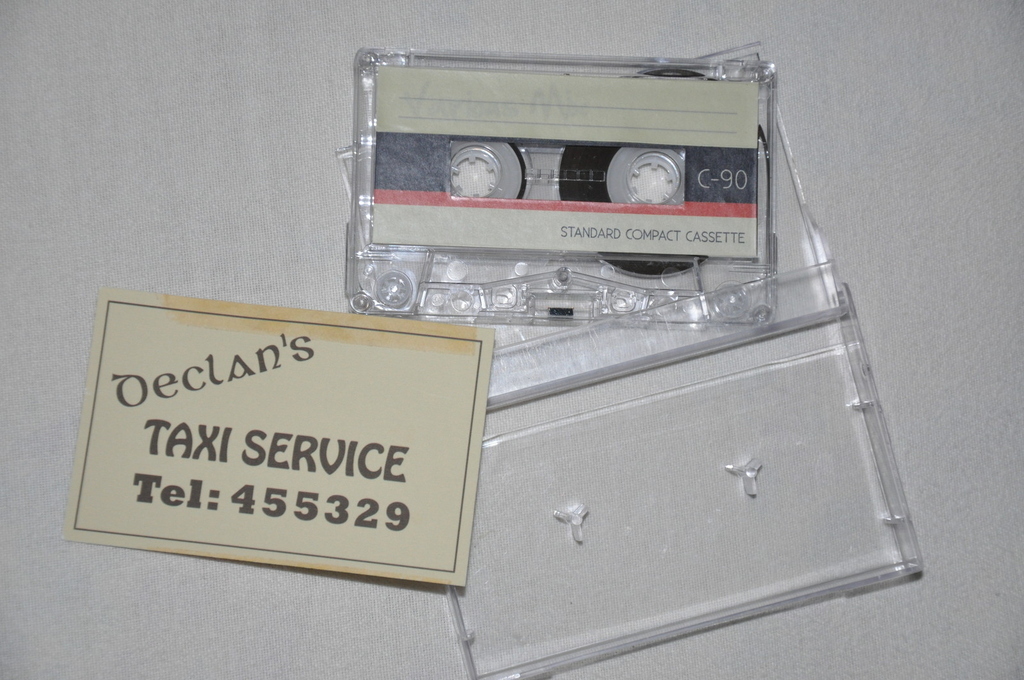 C-90
STANDARD COMPACT CASSETTE
Declan's
TAXI SERVICE
Tel: 455329